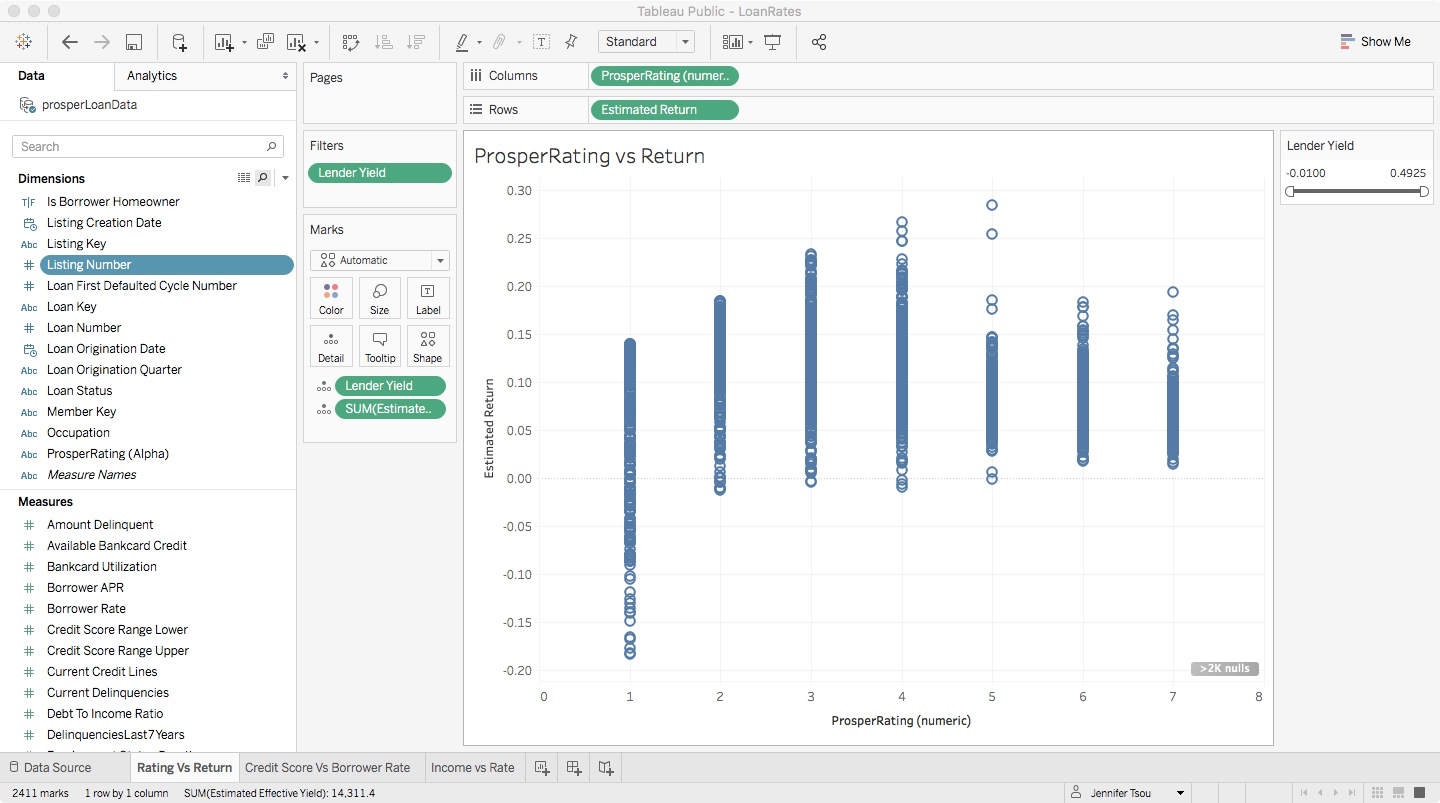 Tableau Public - LoanRates
Standard
Show Me
Data
Analytics
prosperLoanData
Search
Dimensions
T|F Is Borrower Homeowner
Listing Creation Date
Abc Listing Key
# Listing Number
# Loan First Defaulted Cycle Number
Abc Loan Key
# Loan Number
Loan Origination Date
Abc Loan Origination Quarter
Abc Loan Status
Abc Member Key
Abc Occupation
Abc ProsperRating (Alpha)
Abc Measure Names
Measures
# Amount Delinquent
# Available Bankcard Credit
# Bankcard Utilization
# Borrower APR
# Borrower Rate
# Credit Score Range Lower
# Credit Score Range Upper
# Current Credit Lines
# Current Delinquencies
# Debt To Income Ratio
# DelinquenciesLast7Years
Pages
Filters
Lender Yield
Marks
Automatic
Color
Size
T
Label
Detail
Tooltip
Shape
Lender Yield
SUM(Estimate..
Columns
ProsperRating (numer..
Rows
Estimated Return
ProsperRating vs Return
0.30
0.25
0.20
0.15
0.10
0.05
0.00
-0.05
-0.10
-0.15
-0.20
Estimated Return
0 1 2 3 4 5 6 7 8
ProsperRating (numeric)
>2K nulls
Lender Yield
-0.0100 0.4925
Data Source
Rating Vs Return
Credit Score Vs Borrower Rate
Income vs Rate
2411 marks
1 row by 1 column
SUM(Estimated Effective Yield): 14,311.4
Jennifer Tsou